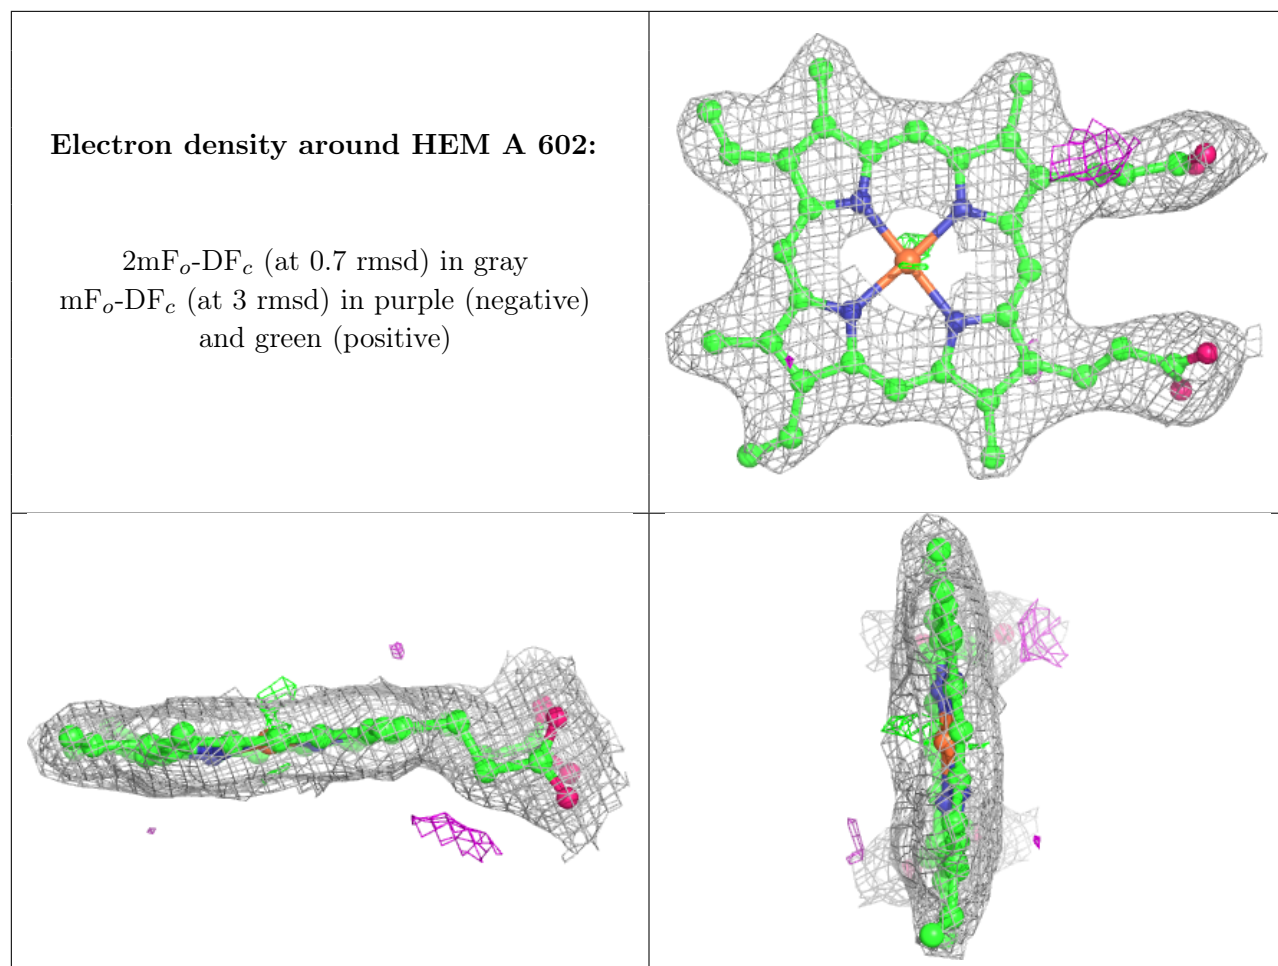 Electron density around HEM A 602:
2mFₒ-DF𝑐 (at 0.7 rmsd) in gray
mFₒ-DF𝑐 (at 3 rmsd) in purple (negative)
and green (positive)